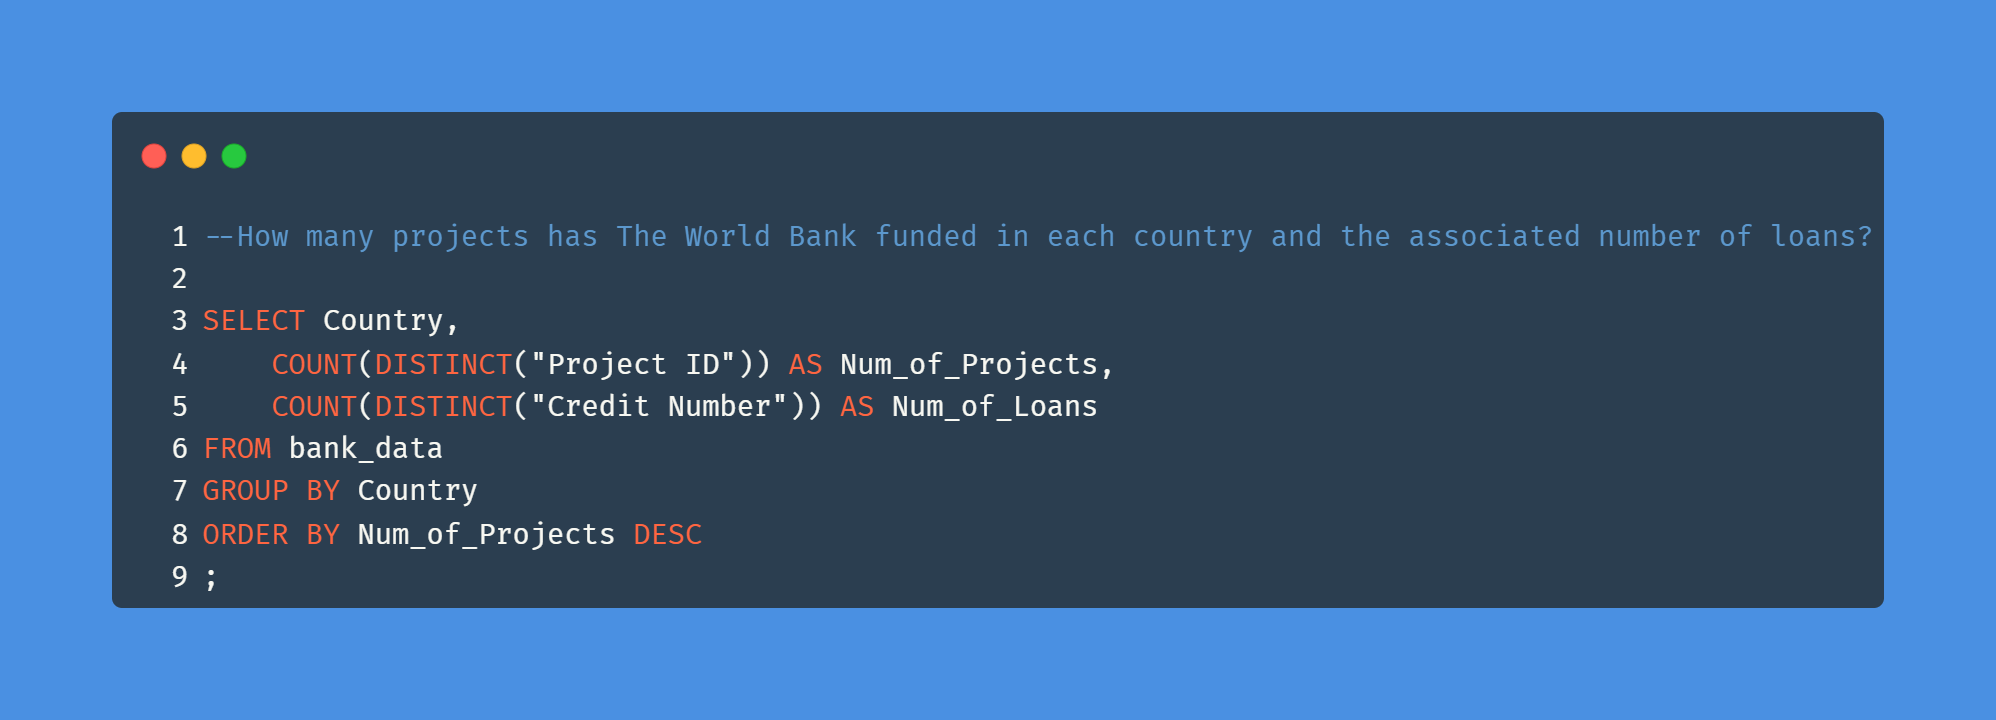 1 --How many projects has The World Bank funded in each country and the associated number of loans?
2
3 SELECT Country,
4     COUNT(DISTINCT("Project ID")) AS Num_of_Projects,
5     COUNT(DISTINCT("Credit Number")) AS Num_of_Loans
6 FROM bank_data
7 GROUP BY Country
8 ORDER BY Num_of_Projects DESC
9 ;